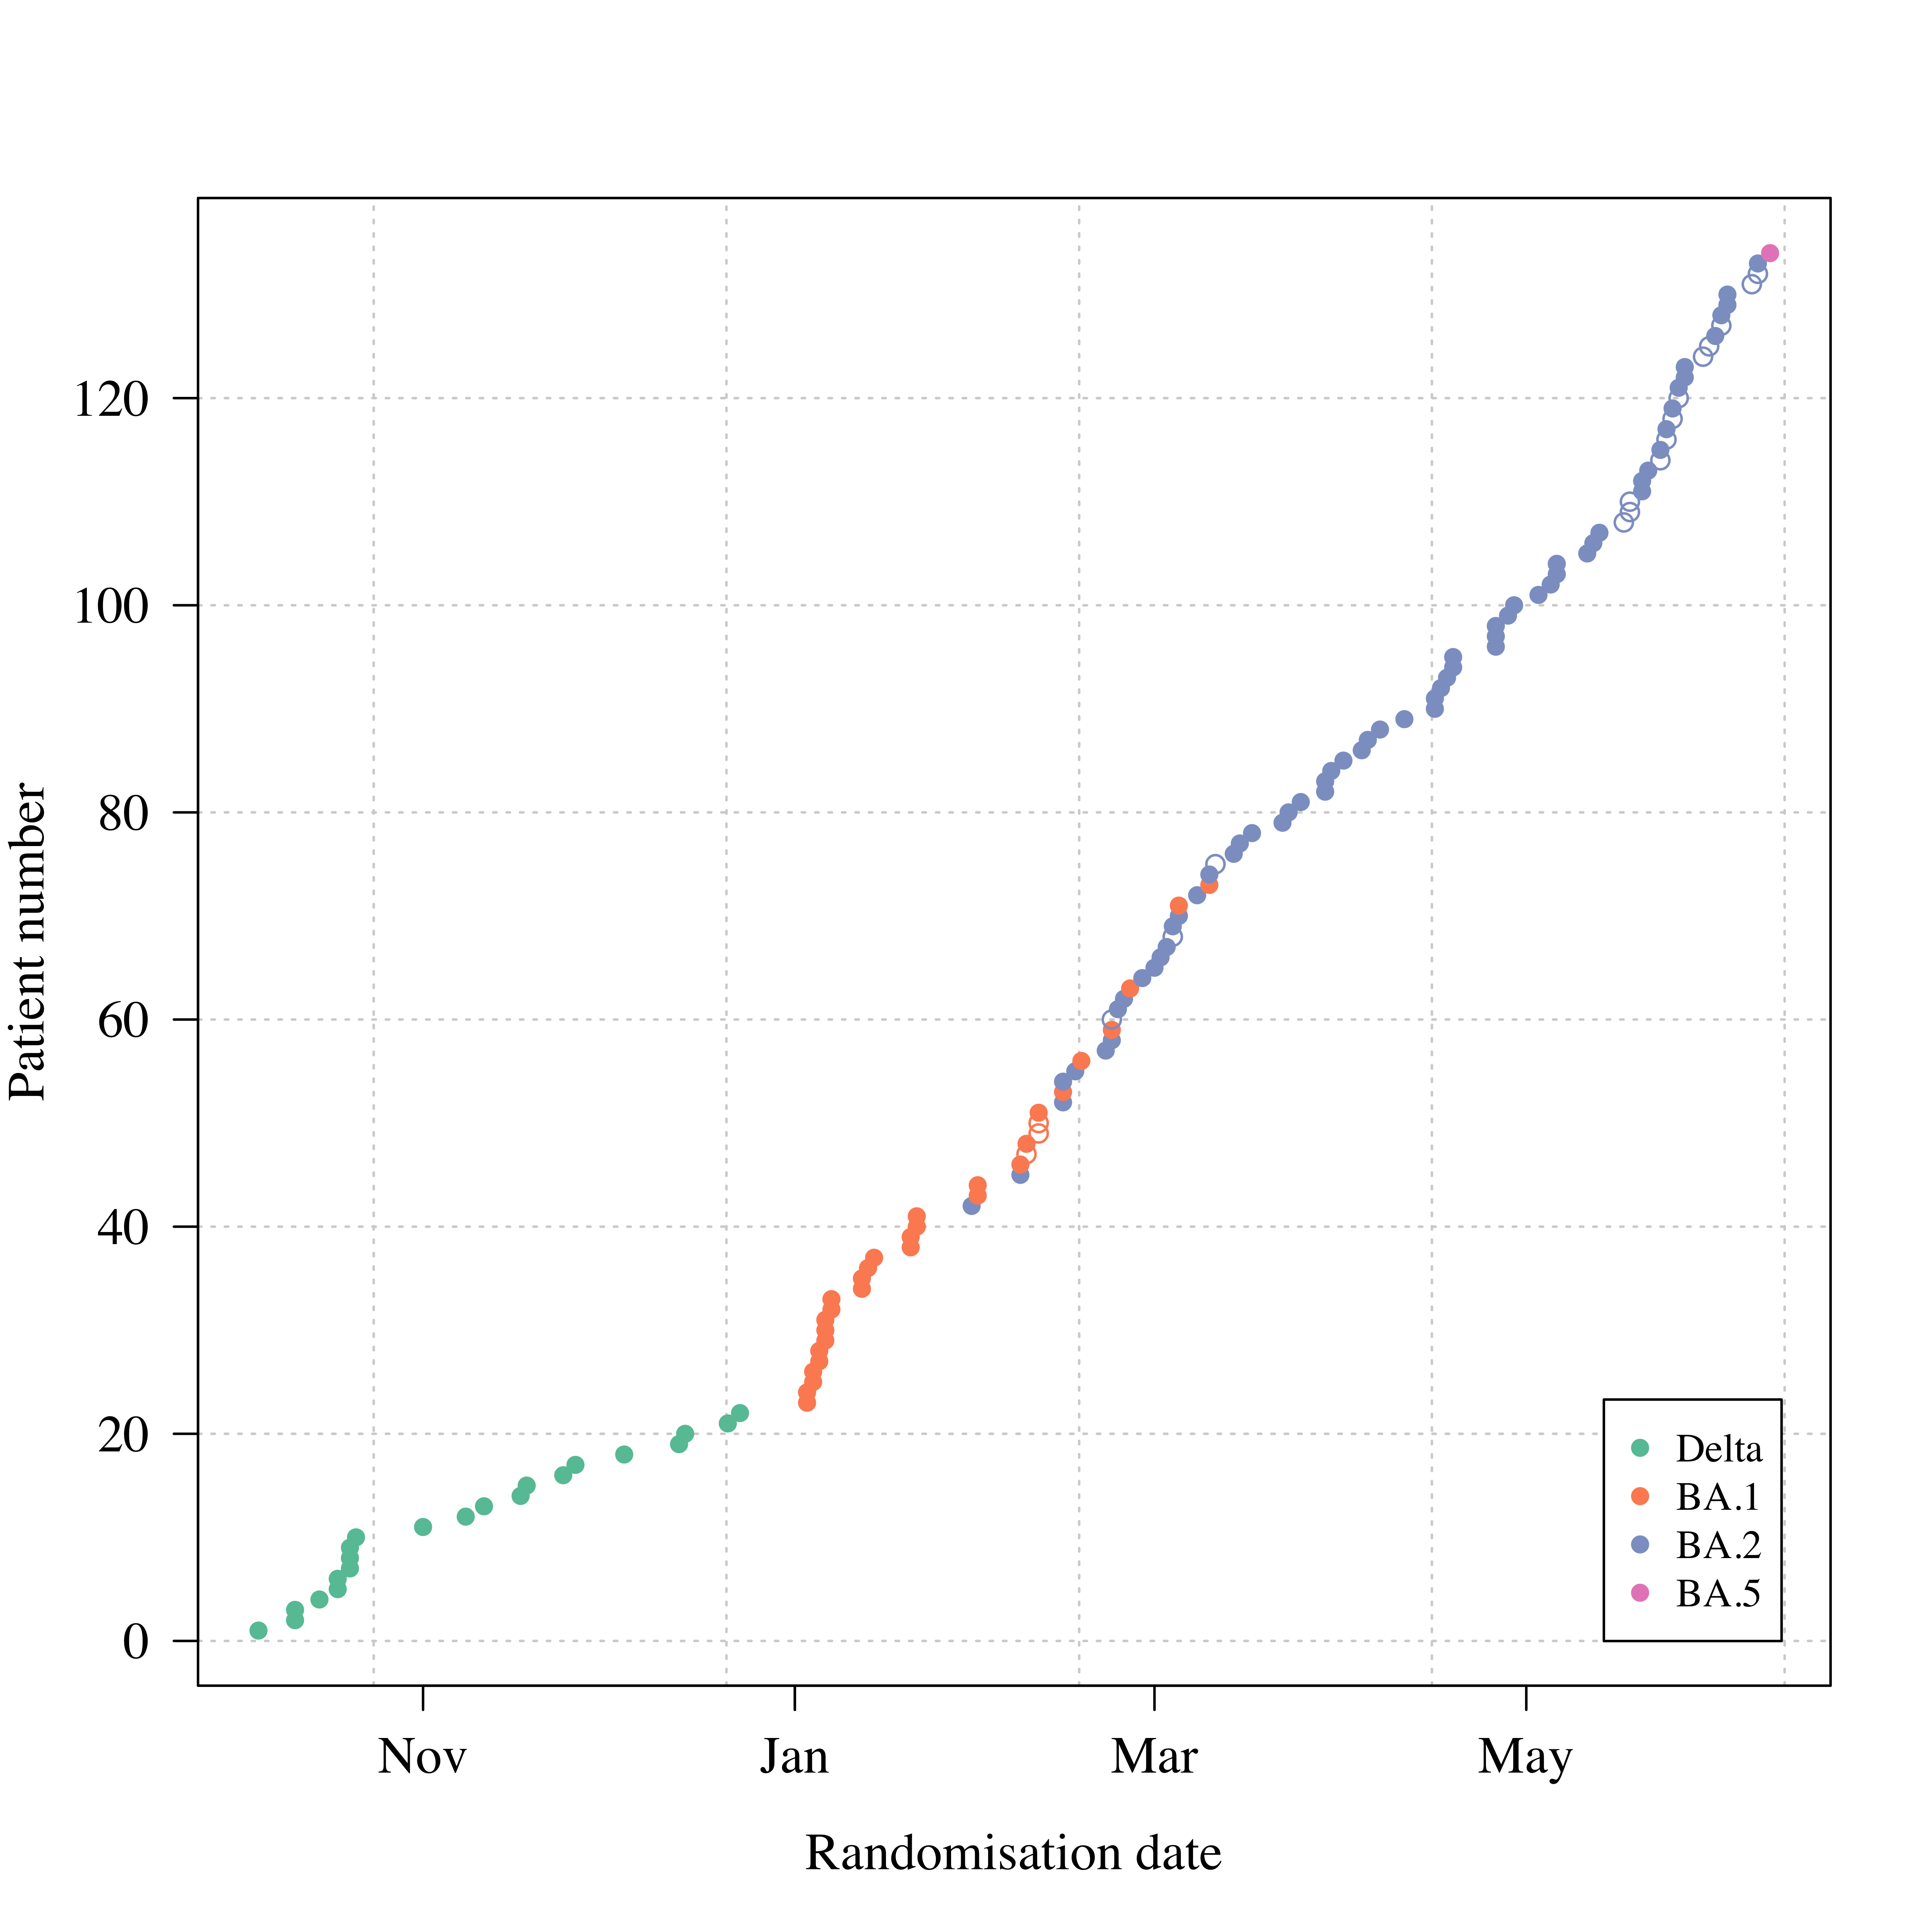 120
100
80
60
40
20
0
Patient number
Delta
BA.1
BA.2
BA.5
Nov Jan Mar May
Randomisation date